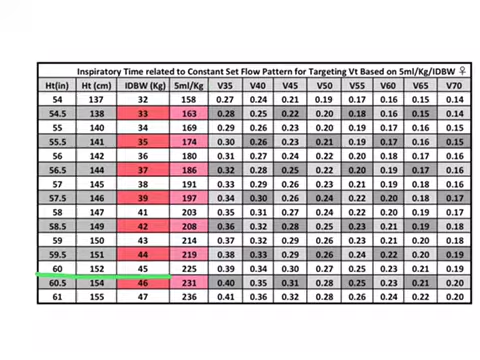 Inspiratory Time related to Constant Set Flow Pattern for Targeting Vt Based on 5ml/Kg/IDBW ♀
Ht(in) Ht (cm) IDBW (Kg) 5ml/Kg V35 V40 V45 V50 V55 V60 V65 V70
54 137 32 158 0.27 0.24 0.21 0.19 0.17 0.16 0.15 0.14
54.5 138 33 163 0.28 0.25 0.22 0.20 0.18 0.16 0.15 0.14
55 140 34 169 0.29 0.26 0.23 0.20 0.19 0.17 0.16 0.15
55.5 141 35 174 0.30 0.26 0.23 0.21 0.19 0.17 0.16 0.15
56 142 36 180 0.31 0.27 0.24 0.22 0.20 0.18 0.17 0.16
56.5 144 37 186 0.32 0.28 0.25 0.22 0.20 0.19 0.17 0.16
57 145 38 191 0.33 0.29 0.26 0.23 0.21 0.19 0.18 0.16
57.5 146 39 197 0.34 0.30 0.26 0.24 0.22 0.20 0.18 0.17
58 147 41 203 0.35 0.31 0.27 0.24 0.22 0.20 0.19 0.17
58.5 149 42 208 0.36 0.32 0.28 0.25 0.23 0.21 0.19 0.18
59 150 43 214 0.37 0.32 0.29 0.26 0.23 0.21 0.20 0.18
59.5 151 44 219 0.38 0.33 0.29 0.26 0.24 0.22 0.20 0.19
60 152 45 225 0.39 0.34 0.30 0.27 0.25 0.23 0.21 0.19
60.5 154 46 231 0.40 0.35 0.31 0.28 0.25 0.23 0.21 0.20
61 155 47 236 0.41 0.36 0.32 0.28 0.26 0.24 0.22 0.20